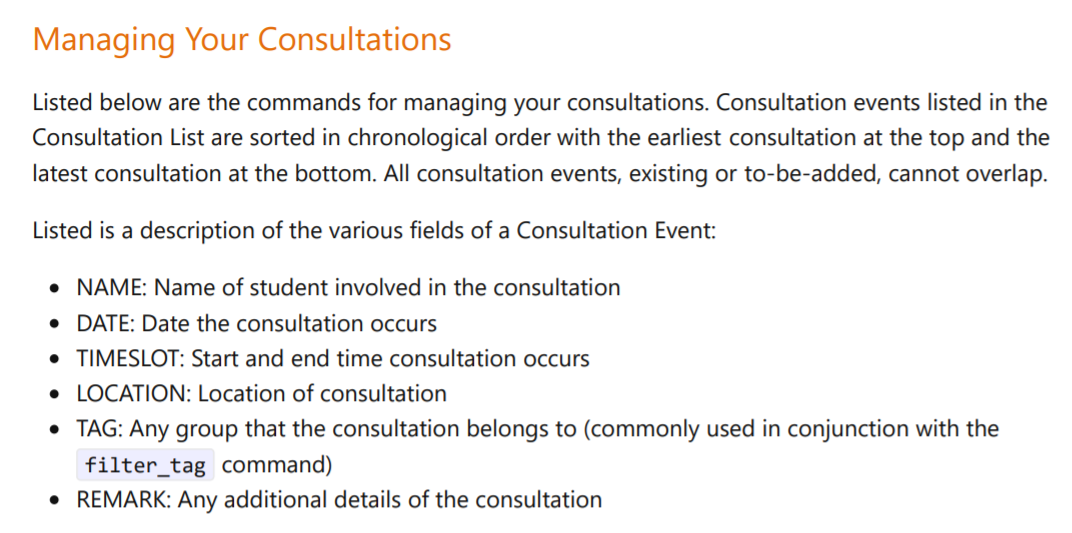 Managing Your Consultations
Listed below are the commands for managing your consultations. Consultation events listed in the
Consultation List are sorted in chronological order with the earliest consultation at the top and the
latest consultation at the bottom. All consultation events, existing or to-be-added, cannot overlap.
Listed is a description of the various fields of a Consultation Event:
• NAME: Name of student involved in the consultation
• DATE: Date the consultation occurs
• TIMESLOT: Start and end time consultation occurs
• LOCATION: Location of consultation
• TAG: Any group that the consultation belongs to (commonly used in conjunction with the
filter_tag command)
• REMARK: Any additional details of the consultation